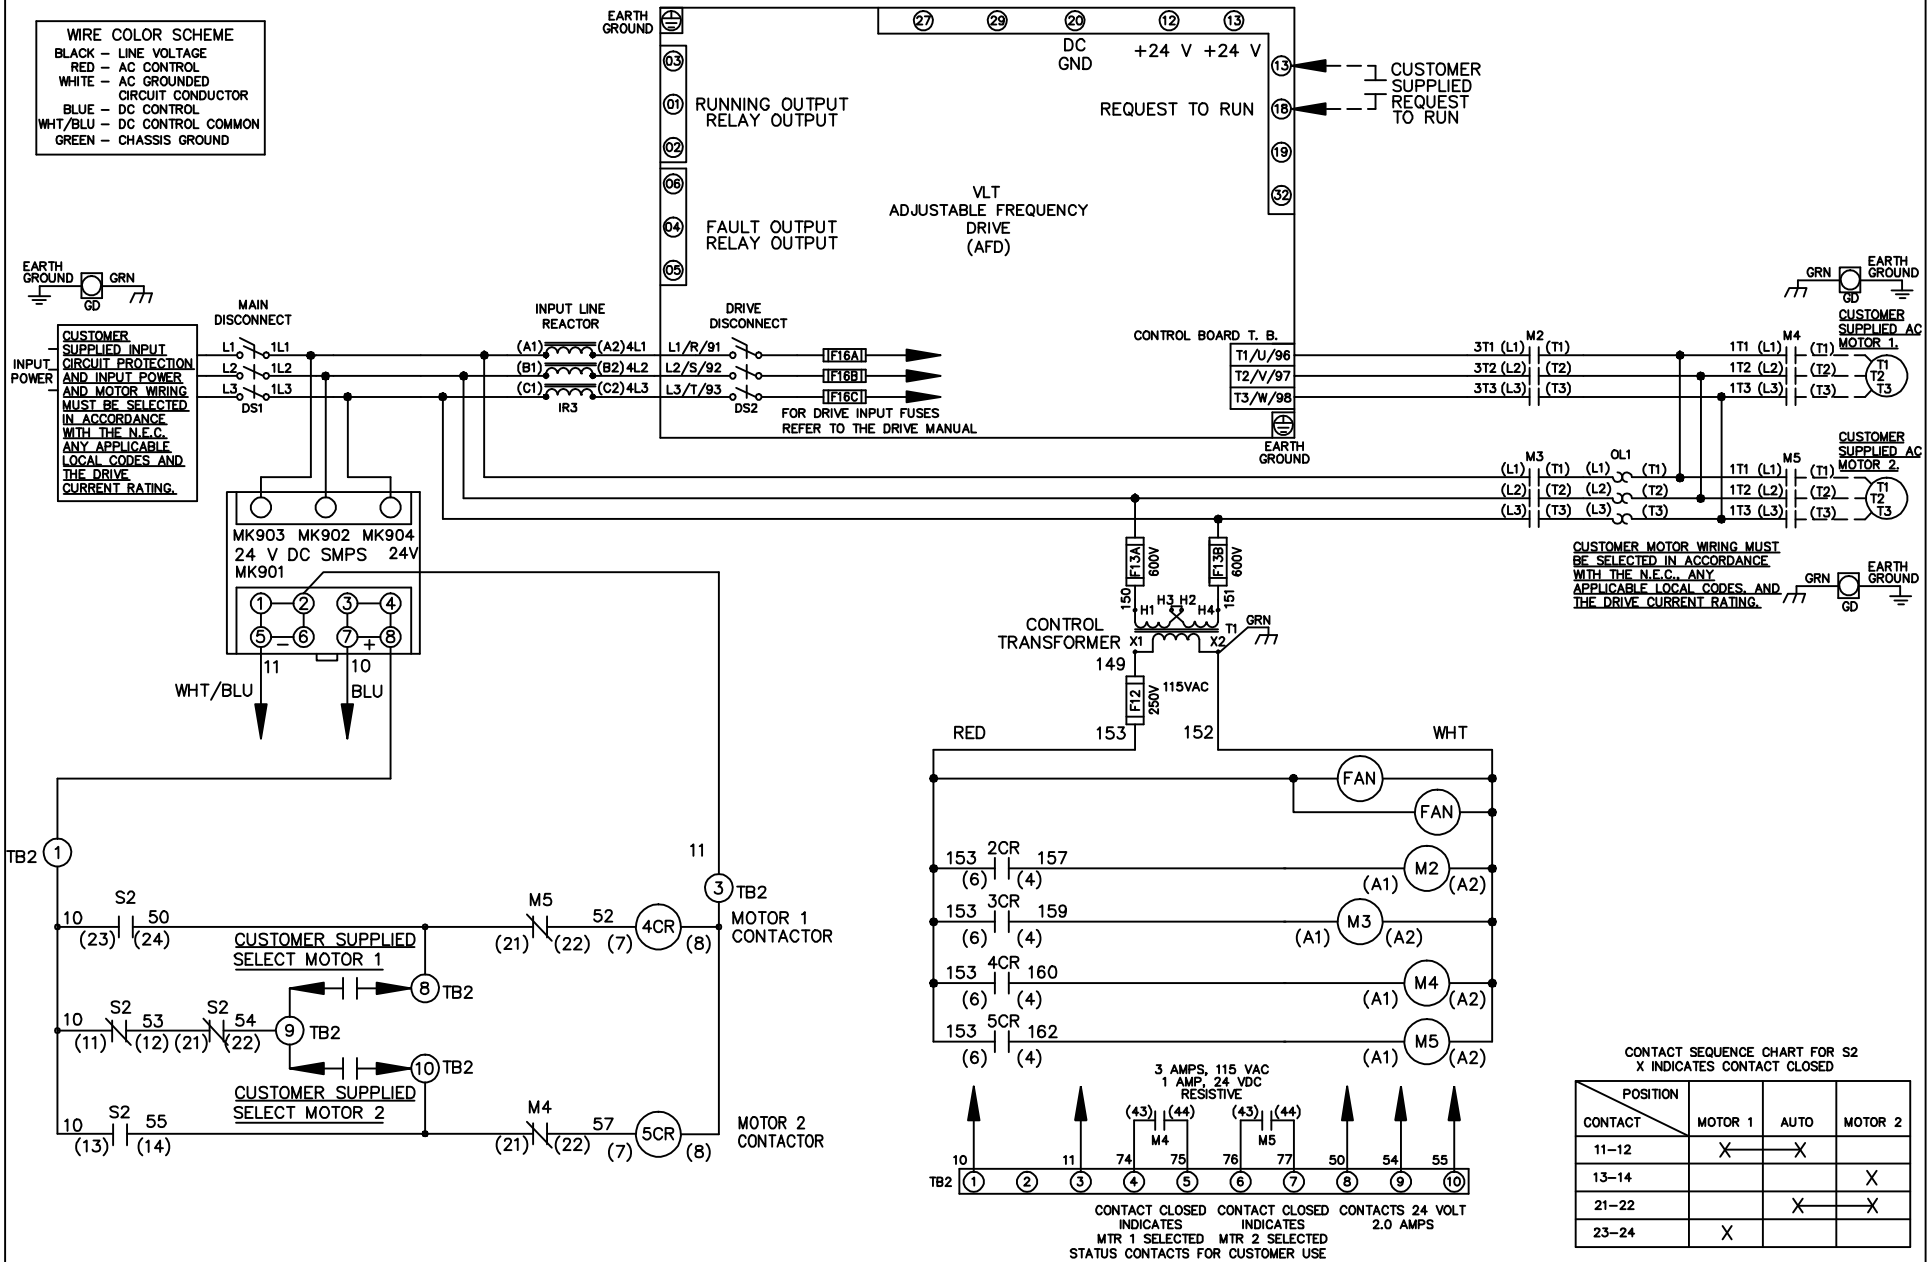 WIRE COLOR SCHEME
BLACK – LINE VOLTAGE
RED – AC CONTROL
WHITE – AC GROUNDED
CIRCUIT CONDUCTOR
BLUE – DC CONTROL
WHT/BLU – DC CONTROL COMMON
GREEN – CHASSIS GROUND
EARTH
GROUND
27 29 20 12 13
DC
GND
+24 V +24 V
03
01
02
RUNNING OUTPUT
RELAY OUTPUT
06
04
05
FAULT OUTPUT
RELAY OUTPUT
VLT
ADJUSTABLE FREQUENCY
DRIVE
(AFD)
REQUEST TO RUN
13
18
19
32
CUSTOMER
SUPPLIED
REQUEST
TO RUN
EARTH
GROUND
GRN
GD
INPUT
POWER
CUSTOMER
SUPPLIED INPUT
CIRCUIT PROTECTION
AND INPUT POWER
AND MOTOR WIRING
MUST BE SELECTED
IN ACCORDANCE
WITH THE N.E.C.
ANY APPLICABLE
LOCAL CODES AND
THE DRIVE
CURRENT RATING.
MAIN
DISCONNECT
L1 1L1
L2 1L2
L3 1L3
DS1
INPUT LINE
REACTOR
(A1) (A2)4L1
(B1) (B2)4L2
(C1) (C2)4L3
IR3
DRIVE
DISCONNECT
L1/R/91
L2/S/92
L3/T/93
DS2
F16A
F16B
F16C
FOR DRIVE INPUT FUSES
REFER TO THE DRIVE MANUAL
CONTROL BOARD T. B.
T1/U/96
T2/V/97
T3/W/98
EARTH
GROUND
M2
3T1 (L1) (T1)
3T2 (L2) (T2)
3T3 (L3) (T3)
M4
1T1 (L1) (T1)
1T2 (L2) (T2)
1T3 (L3) (T3)
GRN
GD
EARTH
GROUND
CUSTOMER
SUPPLIED AC
MOTOR 1.
T1
T2
T3
M3
(L1) (T1)
(L2) (T2)
(L3) (T3)
OL1
(L1) (T1)
(L2) (T2)
(L3) (T3)
M5
1T1 (L1) (T1)
1T2 (L2) (T2)
1T3 (L3) (T3)
CUSTOMER
SUPPLIED AC
MOTOR 2.
T1
T2
T3
CUSTOMER MOTOR WIRING MUST
BE SELECTED IN ACCORDANCE
WITH THE N.E.C., ANY
APPLICABLE LOCAL CODES, AND
THE DRIVE CURRENT RATING.
GRN
GD
EARTH
GROUND
MK903 MK902 MK904
24 V DC SMPS 24V
MK901
1 2 3 4
5 – 6 7 + 8
11
10
WHT/BLU
BLU
F13A
600V
F13B
600V
150
151
H1 H3 H2 H4
CONTROL
TRANSFORMER
X1 X2 T1
GRN
149
F12
250V
115VAC
153
152
RED
WHT
FAN
FAN
153 2CR 157
(6) (4)
M2
(A1) (A2)
153 3CR 159
(6) (4)
M3
(A1) (A2)
153 4CR 160
(6) (4)
M4
(A1) (A2)
153 5CR 162
(6) (4)
M5
(A1) (A2)
TB2 1
11
3 TB2
S2
10 50
(23) (24)
M5
(21) (22)
52
(7) 4CR (8)
MOTOR 1
CONTACTOR
CUSTOMER SUPPLIED
SELECT MOTOR 1
8 TB2
S2 S2
10 53 54
(11) (12) (21) (22)
9 TB2
10 TB2
CUSTOMER SUPPLIED
SELECT MOTOR 2
S2
10 55
(13) (14)
M4
(21) (22)
57
(7) 5CR (8)
MOTOR 2
CONTACTOR
3 AMPS, 115 VAC
1 AMP, 24 VDC
RESISTIVE
(43) (44)
M4
(43) (44)
M5
10 11 74 75 76 77 50 54 55
TB2 1 2 3 4 5 6 7 8 9 10
CONTACT CLOSED
INDICATES
MTR 1 SELECTED
CONTACT CLOSED
INDICATES
MTR 2 SELECTED
STATUS CONTACTS FOR CUSTOMER USE
CONTACTS 24 VOLT
2.0 AMPS
CONTACT SEQUENCE CHART FOR S2
X INDICATES CONTACT CLOSED
POSITION
CONTACT MOTOR 1 AUTO MOTOR 2
11–12 X X
13–14 X
21–22 X X
23–24 X